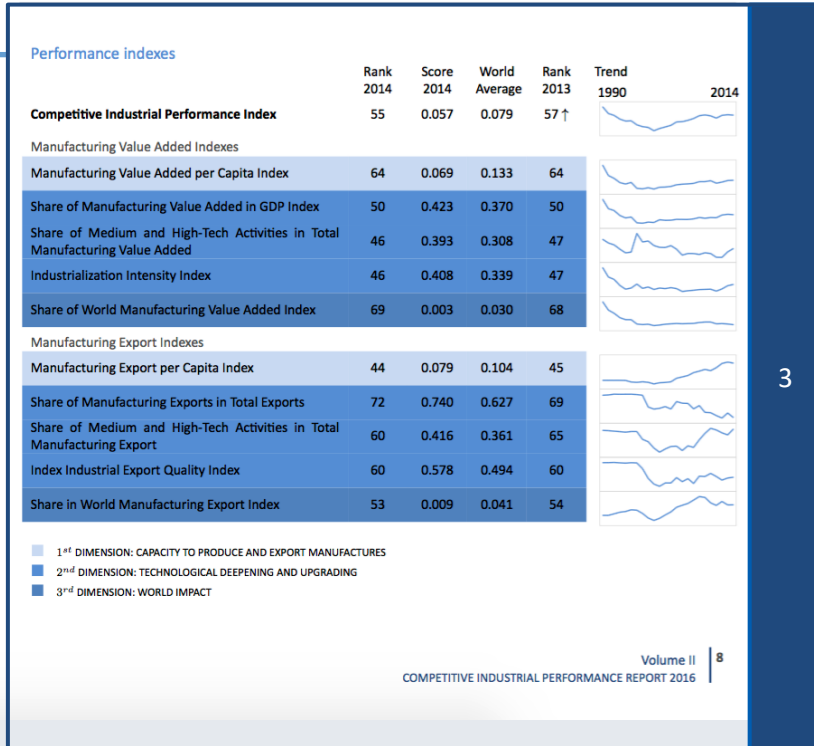 Performance indexes
Rank Score World Rank Trend
2014 2014 Average 2013 1990 2014
Competitive Industrial Performance Index 55 0.057 0.079 57 ↑
Manufacturing Value Added Indexes
Manufacturing Value Added per Capita Index 64 0.069 0.133 64
Share of Manufacturing Value Added in GDP Index 50 0.423 0.370 50
Share of Medium and High-Tech Activities in Total
Manufacturing Value Added 46 0.393 0.308 47
Industrialization Intensity Index 46 0.408 0.339 47
Share of World Manufacturing Value Added Index 69 0.003 0.030 68
Manufacturing Export Indexes
Manufacturing Export per Capita Index 44 0.079 0.104 45
Share of Manufacturing Exports in Total Exports 72 0.740 0.627 69
Share of Medium and High-Tech Activities in Total
Manufacturing Export 60 0.416 0.361 65
Index Industrial Export Quality Index 60 0.578 0.494 60
Share in World Manufacturing Export Index 53 0.009 0.041 54
1st DIMENSION: CAPACITY TO PRODUCE AND EXPORT MANUFACTURES
2nd DIMENSION: TECHNOLOGICAL DEEPENING AND UPGRADING
3rd DIMENSION: WORLD IMPACT
Volume II 8
COMPETITIVE INDUSTRIAL PERFORMANCE REPORT 2016
3